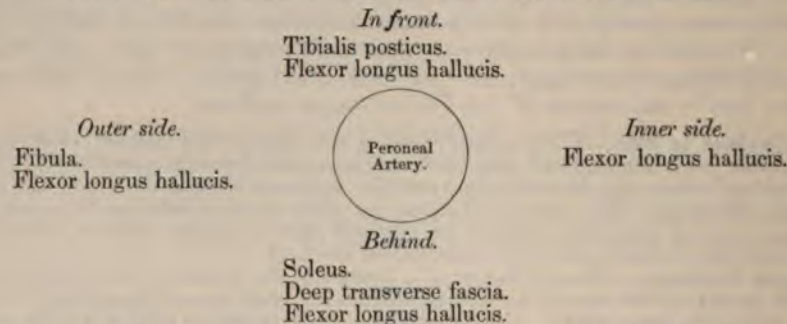 In front.
Tibialis posticus.
Flexor longus hallucis.
Outer side.
Fibula.
Flexor longus hallucis.
Peroneal
Artery.
Inner side.
Flexor longus hallucis.
Behind.
Soleus.
Deep transverse fascia.
Flexor longus hallucis.